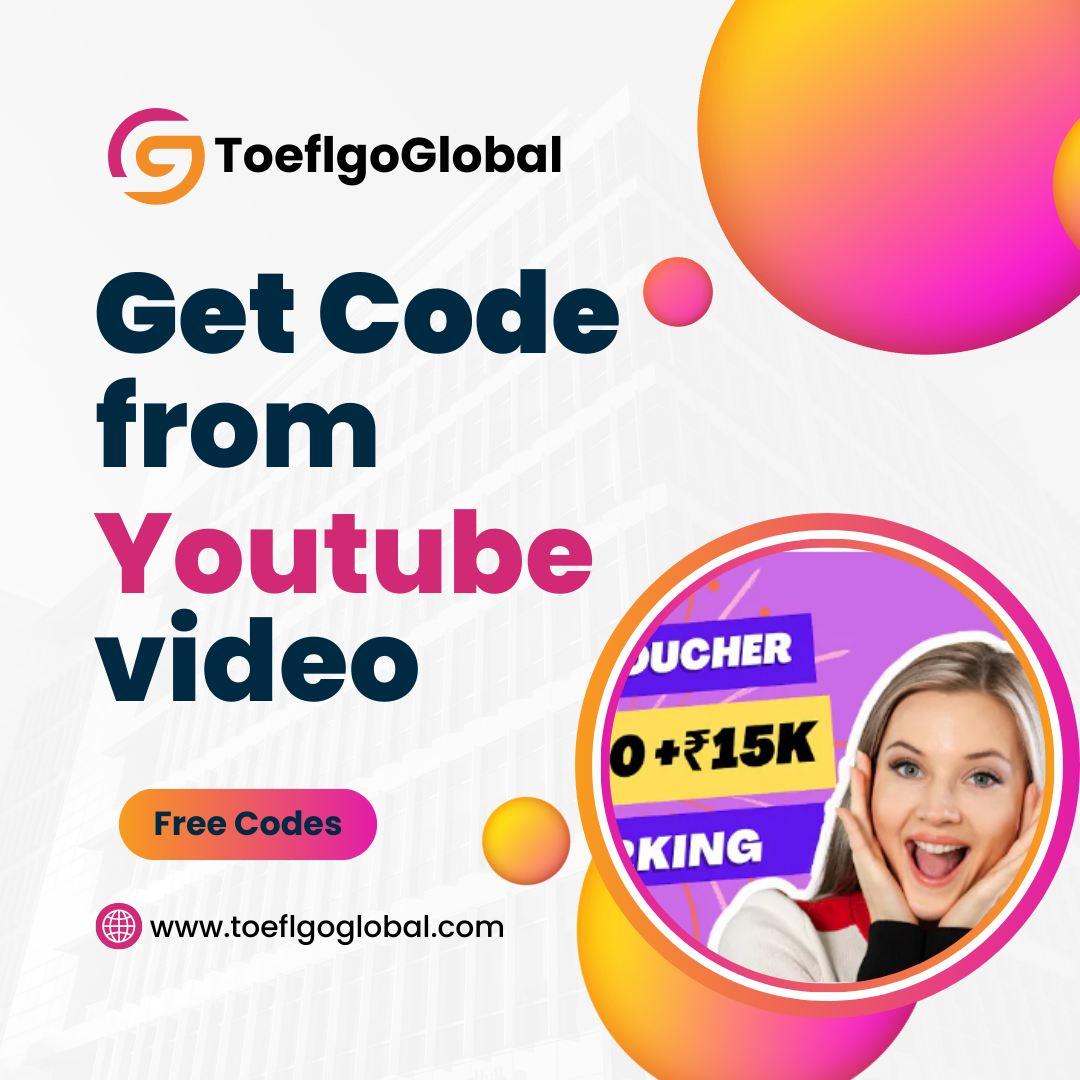 ToeflgoGlobal
Get Code
from
Youtube
video
OUCHER
0 +₹15K
RKING
Free Codes
www.toeflgoglobal.com